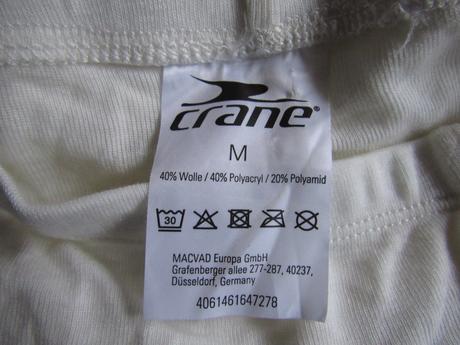 crane®
M
40% Wolle / 40% Polyacryl / 20% Polyamid
30
MACVAD Europa GmbH
Grafenberger allee 277-287, 40237,
Düsseldorf, Germany
4061461647278